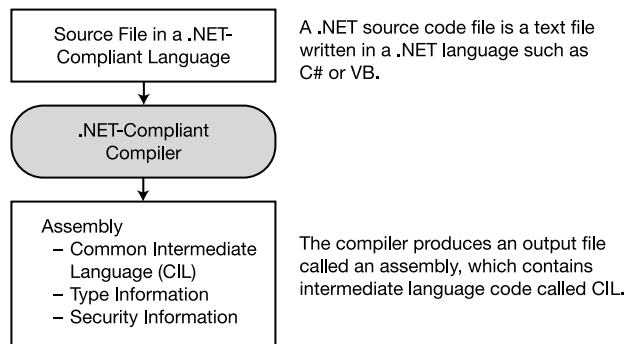 Source File in a .NET-
Compliant Language
A .NET source code file is a text file
written in a .NET language such as
C# or VB.
.NET-Compliant
Compiler
Assembly
– Common Intermediate
Language (CIL)
– Type Information
– Security Information
The compiler produces an output file
called an assembly, which contains
intermediate language code called CIL.